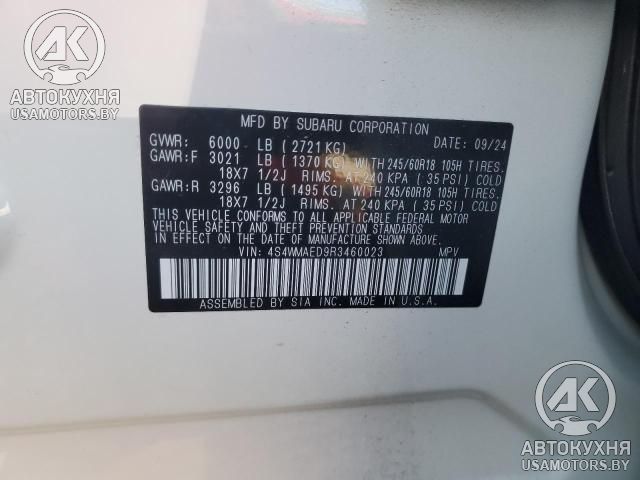 AK
АВТОКУХНЯ
USAMOTORS.BY
MFD BY SUBARU CORPORATION
GVWR: 6000 LB ( 2721 KG) DATE: 09/24
GAWR:F 3021 LB ( 1370 KG) WITH 245/60R18 105H TIRES.
18X7 1/2J RIMS. AT 240 KPA ( 35 PSI) COLD
GAWR:R 3296 LB ( 1495 KG) WITH 245/60R18 105H TIRES.
18X7 1/2J RIMS. AT 240 KPA ( 35 PSI) COLD
THIS VEHICLE CONFORMS TO ALL APPLICABLE FEDERAL MOTOR
VEHICLE SAFETY AND THEFT PREVENTION STANDARDS IN
EFFECT ON THE DATE OF MANUFACTURE SHOWN ABOVE.
VIN: 4S4WMAED9R3460023 MPV
ASSEMBLED BY SIA INC. MADE IN U.S.A.
AK
АВТОКУХНЯ
USAMOTORS.BY